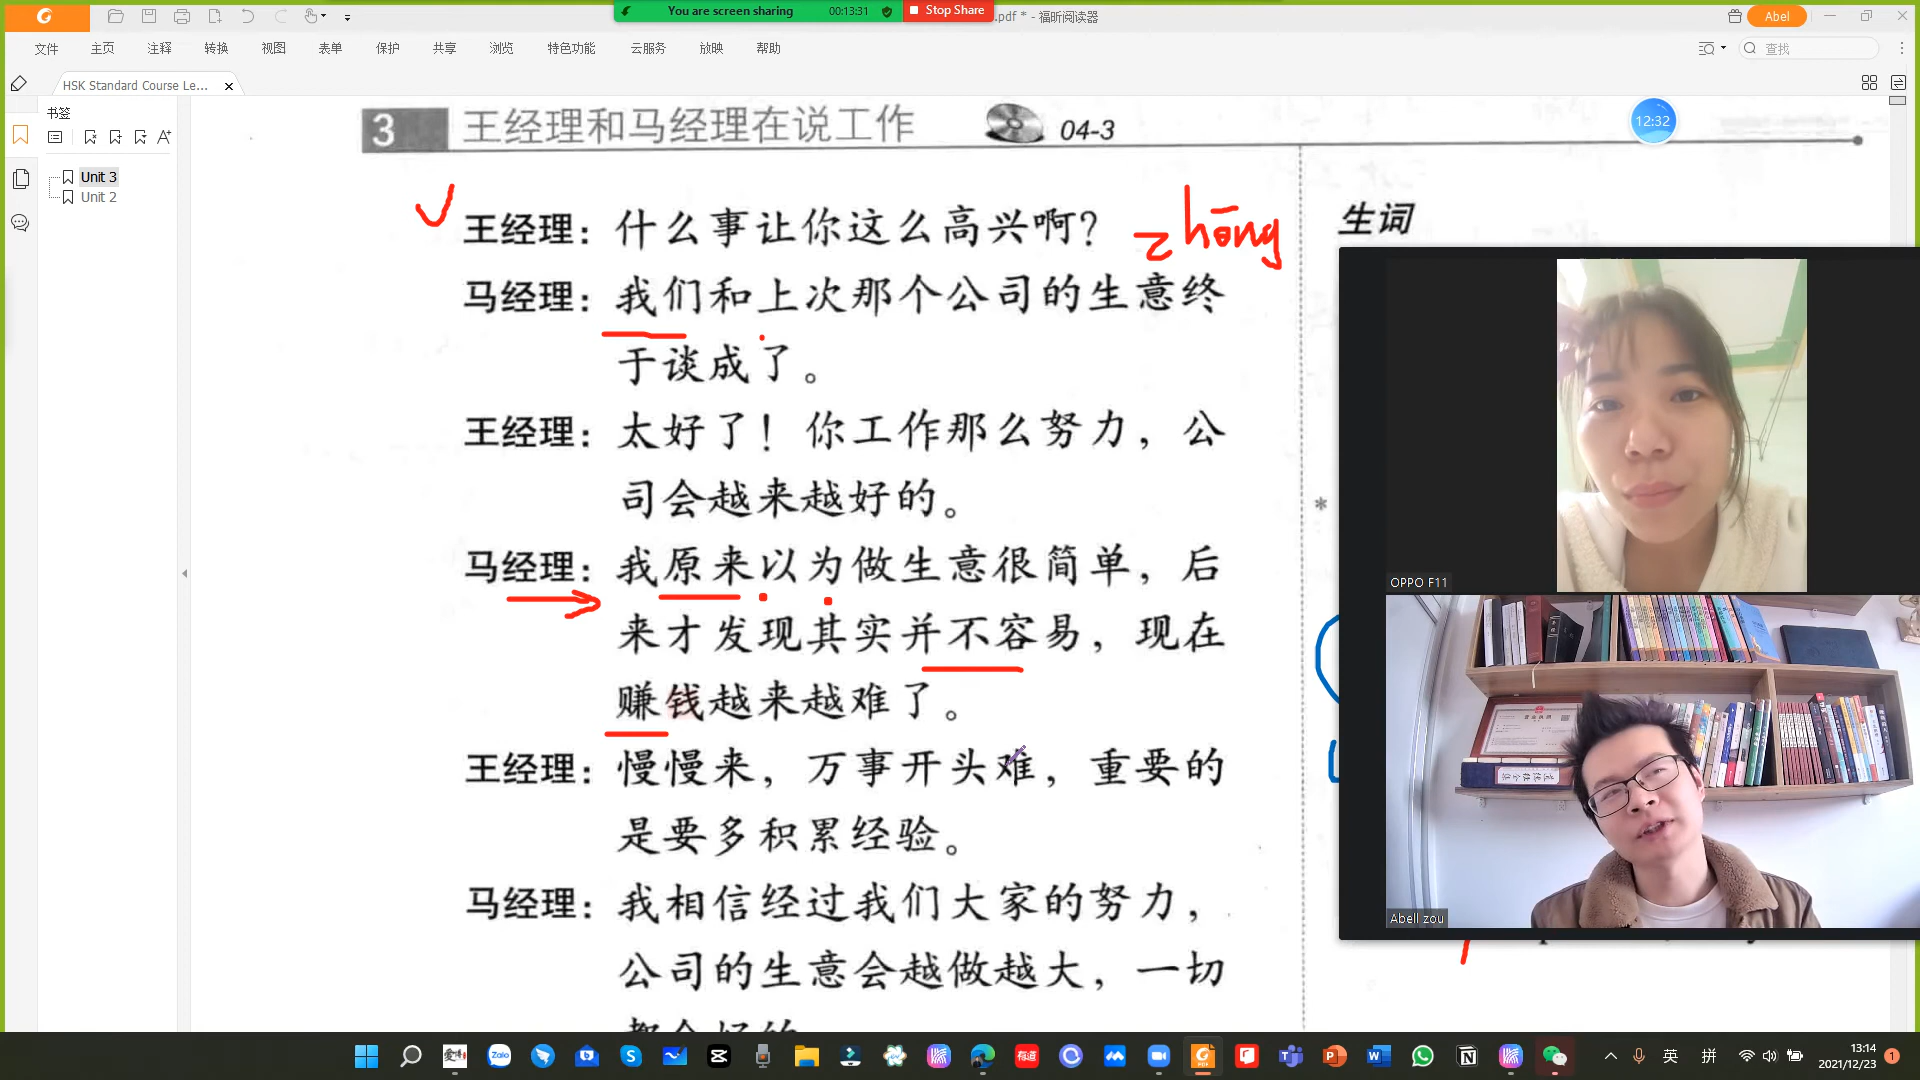 You are screen sharing
00:13:31
Stop Share
.pdf * - 福昕阅读器
Abel
文件
主页
注释
转换
视图
表单
保护
共享
浏览
特色功能
云服务
放映
帮助
查找
HSK Standard Course Le...
书签
Unit 3
Unit 2
3 王经理和马经理在说工作 04-3
12:32
王经理：什么事让你这么高兴啊？
zhōng
马经理：我们和上次那个公司的生意终
于谈成了。
王经理：太好了！你工作那么努力，公
司会越来越好的。
马经理：我原来以为做生意很简单，后
来才发现其实并不容易，现在
赚钱越来越难了。
王经理：慢慢来，万事开头难，重要的
是要多积累经验。
马经理：我相信经过我们大家的努力，
公司的生意会越做越大，一切
都会好的
生词
*
OPPO F11
Abell zou
Zalo
有道
英
拼
13:14
2021/12/23
1